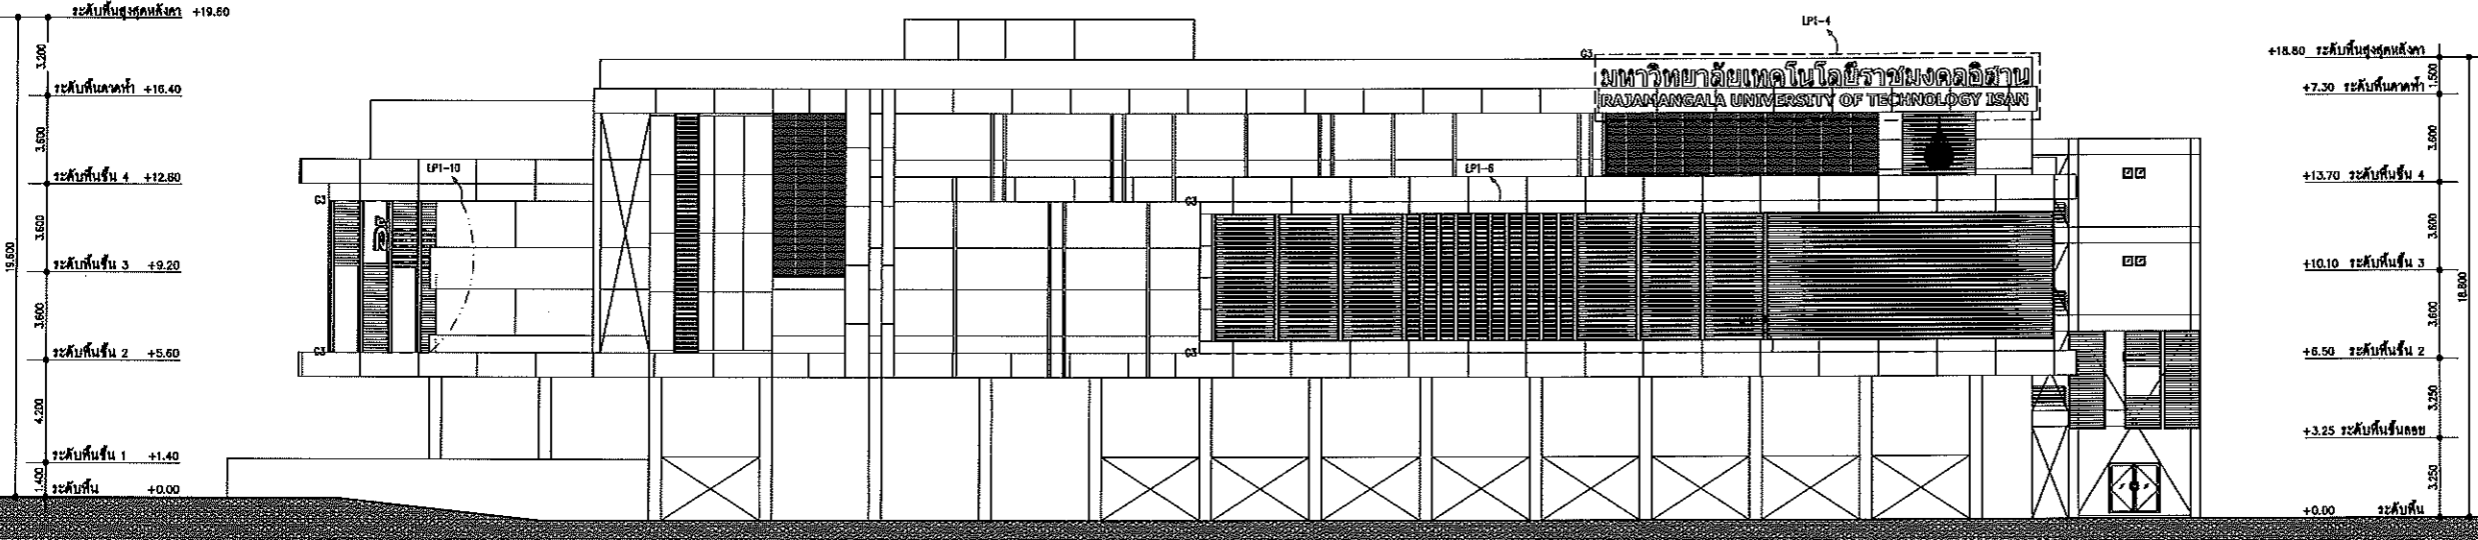 ระดับพื้นสูงสุดหลังคา +19.60
3.200
ระดับพื้นดาดฟ้า +16.40
3.600
ระดับพื้นชั้น 4 +12.80
3.600
19.600
ระดับพื้นชั้น 3 +9.20
3.600
ระดับพื้นชั้น 2 +5.60
4.200
ระดับพื้นชั้น 1 +1.40
1.400
ระดับพื้น +0.00
LP1-4
G3
มหาวิทยาลัยเทคโนโลยีราชมงคลอีสาน
RAJAMANGALA UNIVERSITY OF TECHNOLOGY ISAN
LP1-10
LP1-6
G3
G3
G3
G3
+18.80 ระดับพื้นสูงสุดหลังคา
1.500
+7.30 ระดับพื้นดาดฟ้า
3.600
+13.70 ระดับพื้นชั้น 4
3.600
+10.10 ระดับพื้นชั้น 3
18.800
3.600
+6.50 ระดับพื้นชั้น 2
3.250
+3.25 ระดับพื้นชั้นลอย
3.250
+0.00 ระดับพื้น